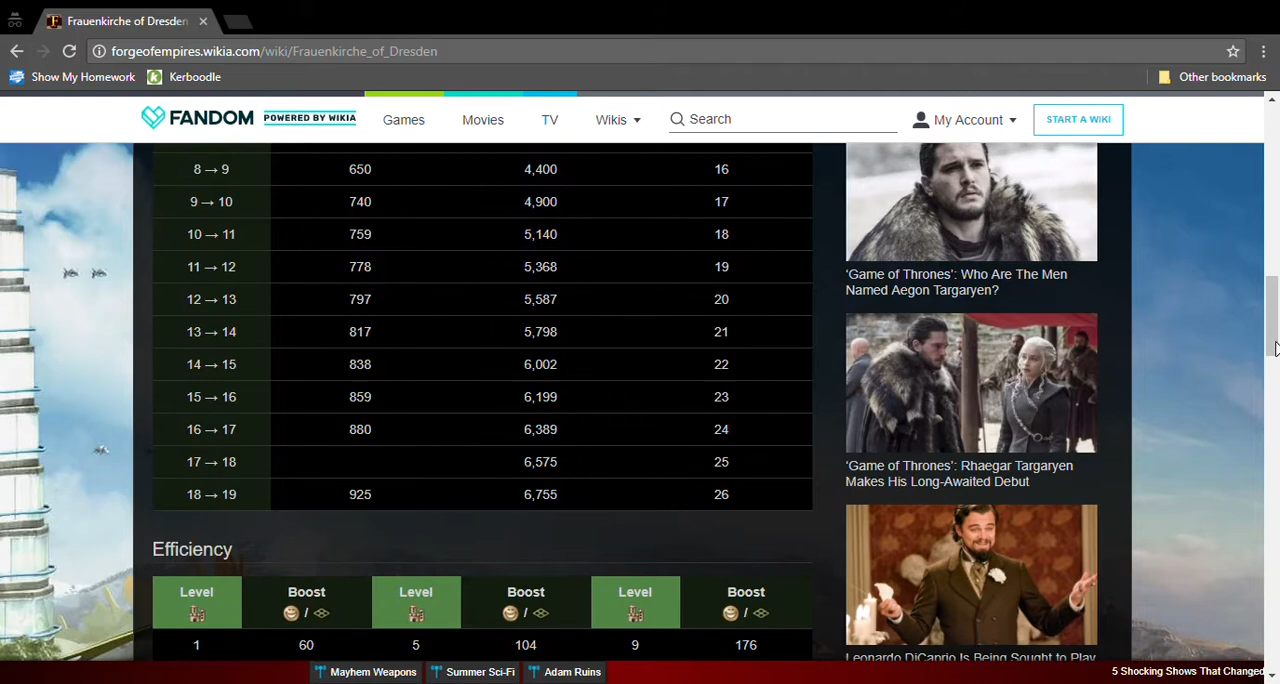 Frauenkirche of Dresden
forgeofempires.wikia.com/wiki/Frauenkirche_of_Dresden
Show My Homework Kerboodle Other bookmarks
FANDOM POWERED BY WIKIA Games Movies TV Wikis Search My Account START A WIKI
8 → 9 650 4,400 16
9 → 10 740 4,900 17
10 → 11 759 5,140 18
11 → 12 778 5,368 19
12 → 13 797 5,587 20
13 → 14 817 5,798 21
14 → 15 838 6,002 22
15 → 16 859 6,199 23
16 → 17 880 6,389 24
17 → 18 6,575 25
18 → 19 925 6,755 26
Efficiency
Level Boost Level Boost Level Boost
/ / /
1 60 5 104 9 176
'Game of Thrones': Who Are The Men
Named Aegon Targaryen?
'Game of Thrones': Rhaegar Targaryen
Makes His Long-Awaited Debut
Leonardo DiCaprio Is Being Sought to Play
Mayhem Weapons Summer Sci-Fi Adam Ruins 5 Shocking Shows That Changed